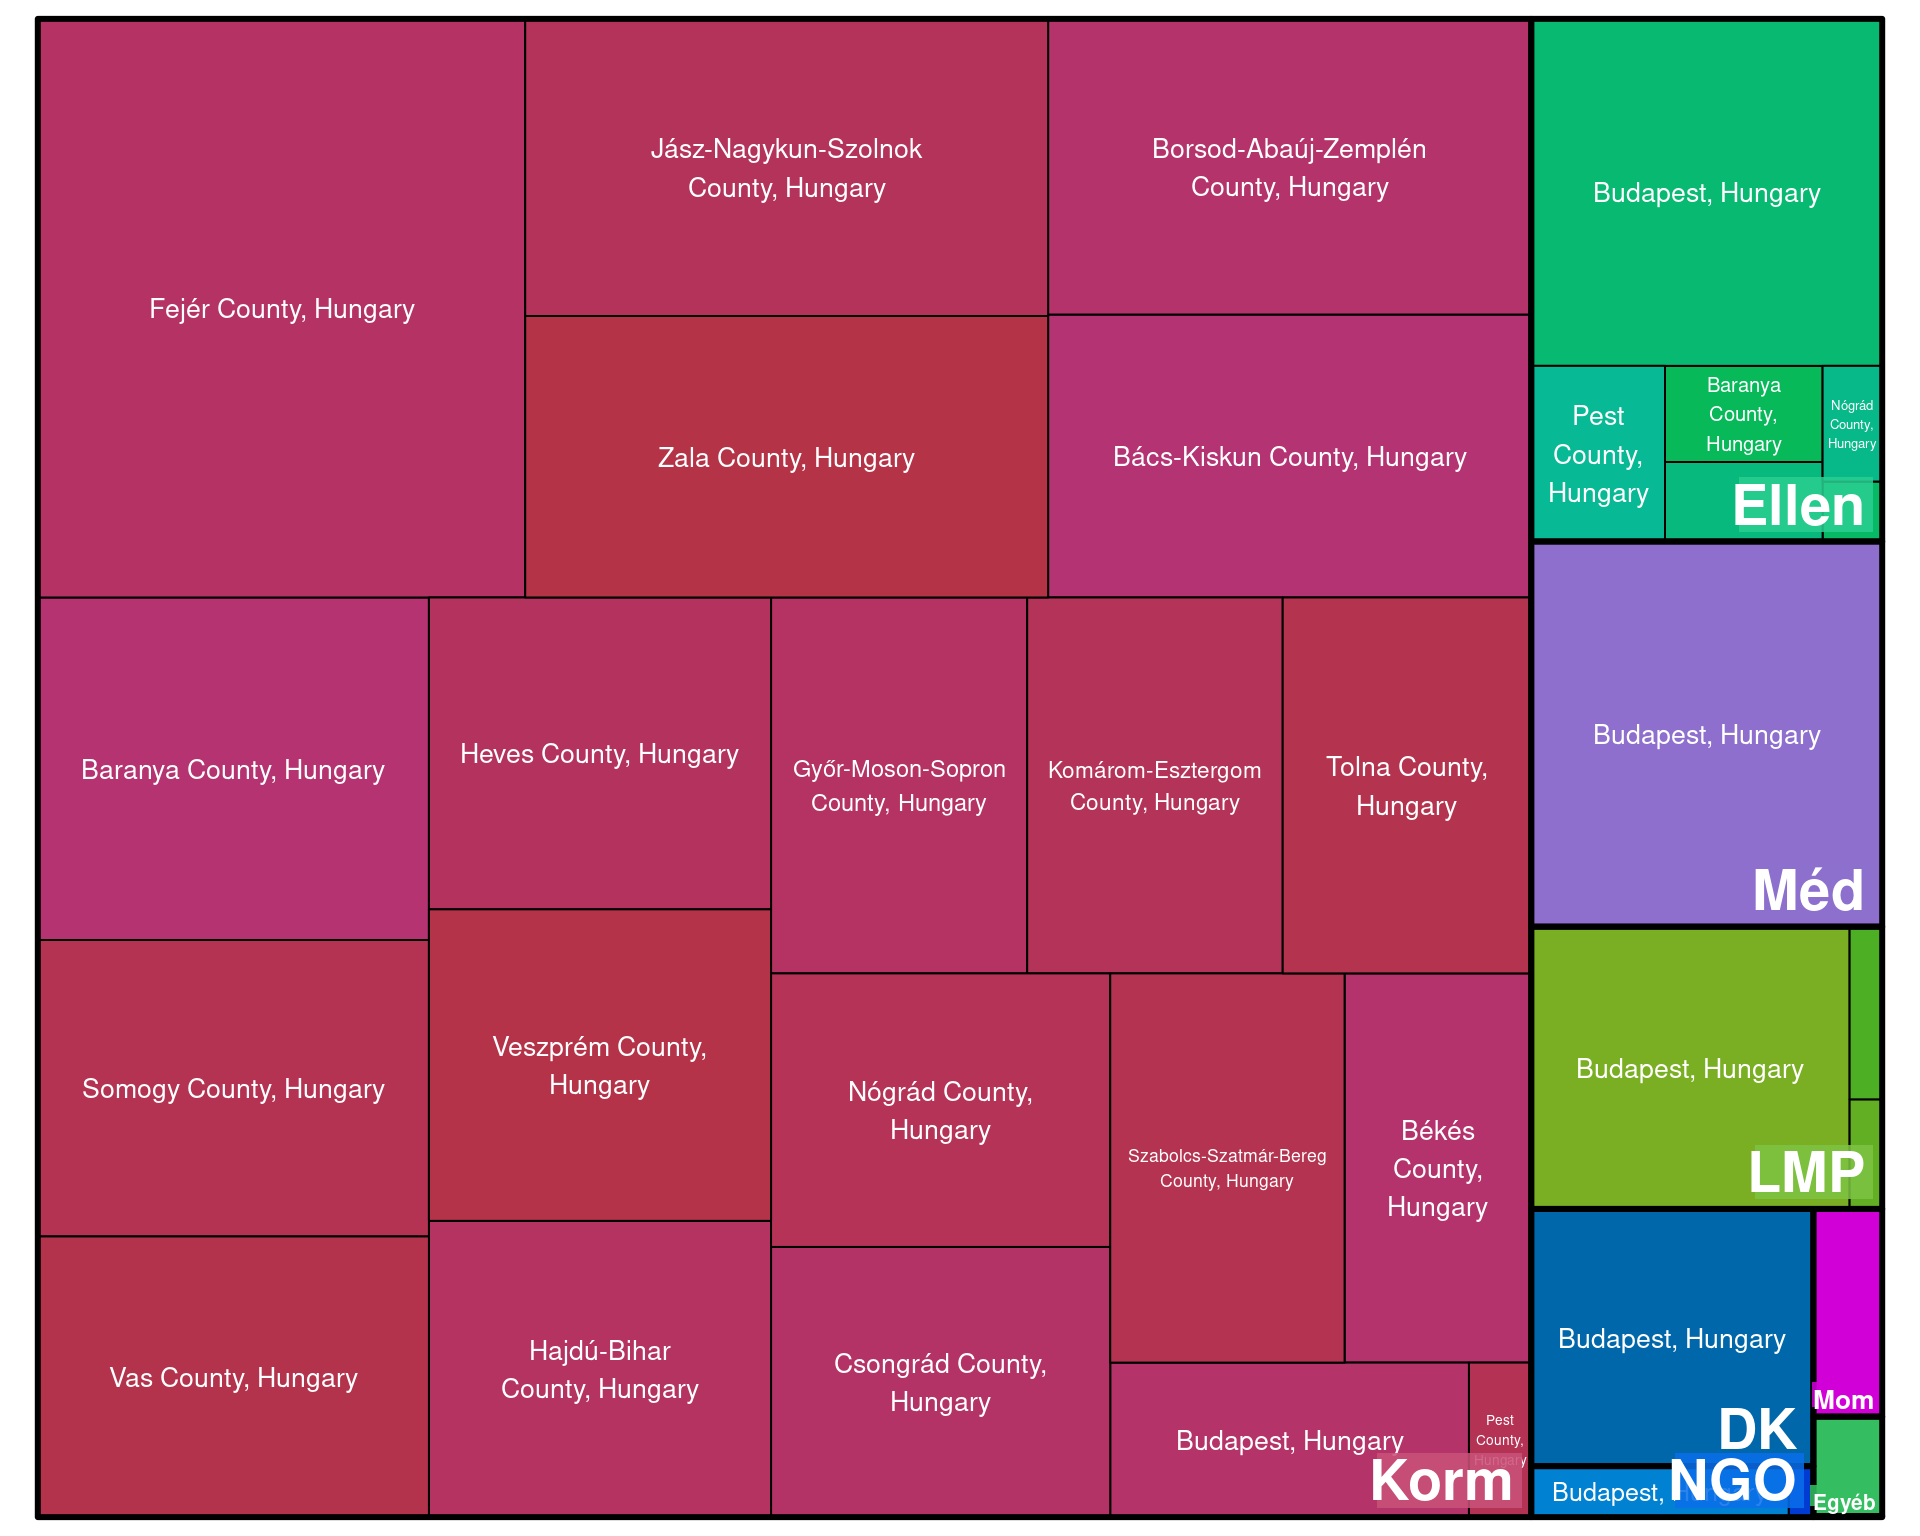 Fejér County, Hungary
Jász-Nagykun-Szolnok
County, Hungary
Zala County, Hungary
Borsod-Abaúj-Zemplén
County, Hungary
Bács-Kiskun County, Hungary
Baranya County, Hungary
Somogy County, Hungary
Vas County, Hungary
Heves County, Hungary
Veszprém County,
Hungary
Hajdú-Bihar
County, Hungary
Győr-Moson-Sopron
County, Hungary
Komárom-Esztergom
County, Hungary
Tolna County,
Hungary
Nógrád County,
Hungary
Csongrád County,
Hungary
Szabolcs-Szatmár-Bereg
County, Hungary
Békés
County,
Hungary
Budapest, Hungary
Pest
County,
Hungary
Korm
Budapest, Hungary
Pest
County,
Hungary
Baranya
County,
Hungary
Nógrád
County,
Hungary
Ellen
Budapest, Hungary
Méd
Budapest, Hungary
LMP
Budapest, Hungary
DK
Budapest,
NGO
Mom
Egyéb